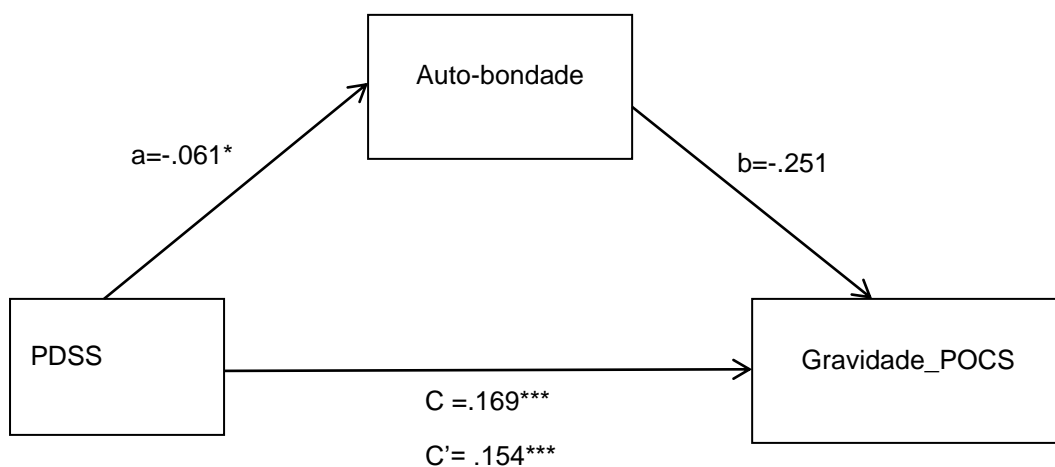 Auto-bondade
a=-.061*
b=-.251
PDSS
Gravidade_POCS
C =.169***
C’= .154***